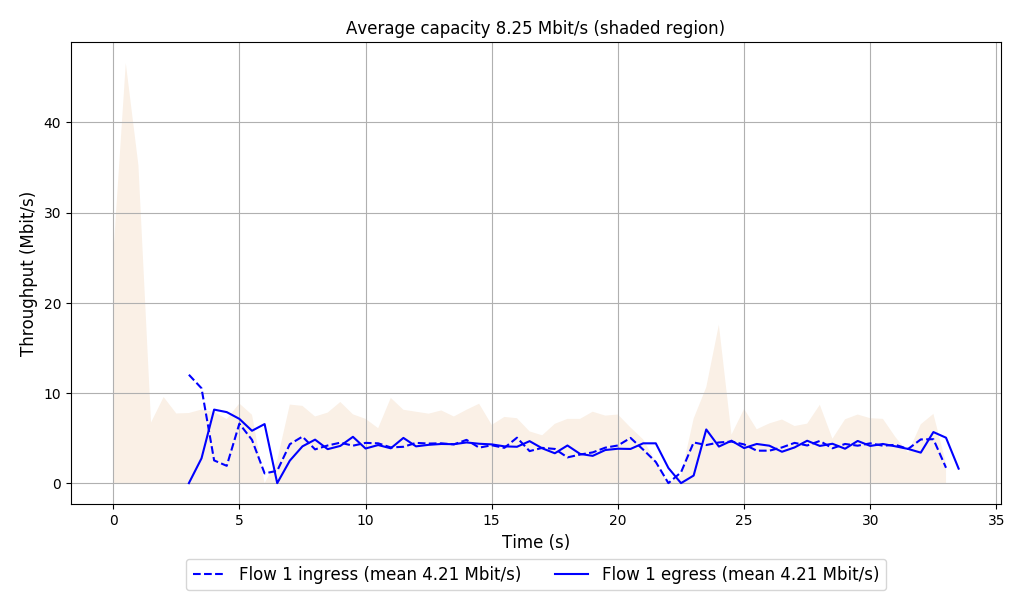 Average capacity 8.25 Mbit/s (shaded region)
Throughput (Mbit/s)
40
30
20
10
0
0 5 10 15 20 25 30 35
Time (s)
Flow 1 ingress (mean 4.21 Mbit/s) Flow 1 egress (mean 4.21 Mbit/s)